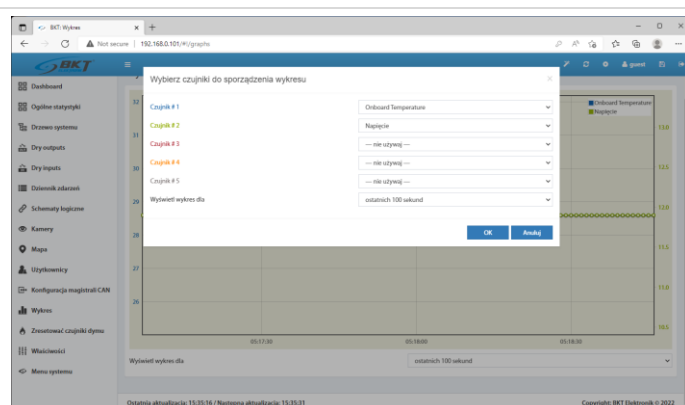 BKT: Wykres
Not secure | 192.168.0.101/#!/graphs
BKT
guest
Dashboard
Ogólne statystyki
Drzewo systemu
Dry outputs
Dry inputs
Dziennik zdarzeń
Schematy logiczne
Kamery
Mapa
Użytkownicy
Konfiguracja magistrali CAN
Wykres
Zresetować czujniki dymu
Właściwości
Menu systemu
Wybierz czujniki do sporządzenia wykresu
Czujnik # 1 Onboard Temperature
Czujnik # 2 Napięcie
Czujnik # 3 --- nie używaj ---
Czujnik # 4 --- nie używaj ---
Czujnik # 5 --- nie używaj ---
Wyświetl wykres dla ostatnich 100 sekund
OK Anuluj
Onboard Temperature
Napięcie
32
31
30
29
28
27
26
13.0
12.5
12.0
11.5
11.0
10.5
05:17:30 05:18:00 05:18:30
Wyświetl wykres dla ostatnich 100 sekund
Ostatnia aktualizacja: 15:35:16 / Następna aktualizacja: 15:35:31
Copyright: BKT Elektronik © 2022